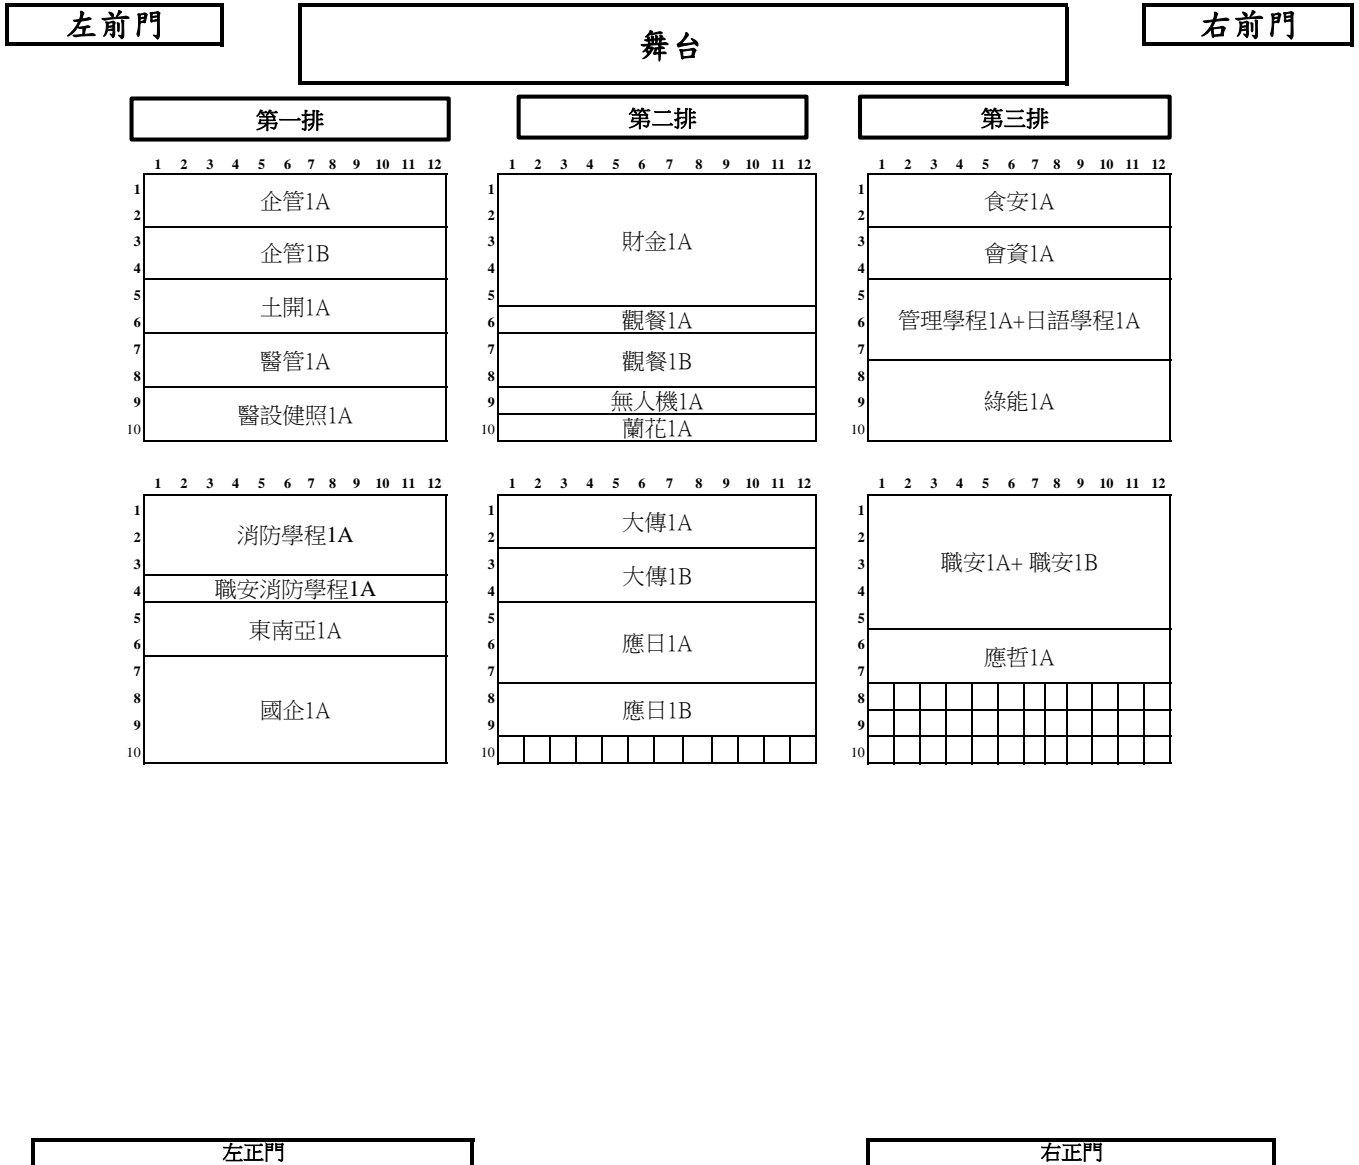 左前門
舞台
右前門
第一排
第二排
第三排
1 2 3 4 5 6 7 8 9 10 11 12
1 2 3 4 5 6 7 8 9 10 11 12
1 2 3 4 5 6 7 8 9 10 11 12
1
2
3
4
5
6
7
8
9
10
企管1A
企管1B
土開1A
醫管1A
醫設健照1A
1
2
3
4
5
6
7
8
9
10
財金1A
觀餐1A
觀餐1B
無人機1A
蘭花1A
1
2
3
4
5
6
7
8
9
10
食安1A
會資1A
管理學程1A+日語學程1A
綠能1A
1 2 3 4 5 6 7 8 9 10 11 12
1 2 3 4 5 6 7 8 9 10 11 12
1 2 3 4 5 6 7 8 9 10 11 12
1
2
3
4
5
6
7
8
9
10
消防學程1A
職安消防學程1A
東南亞1A
國企1A
1
2
3
4
5
6
7
8
9
10
大傳1A
大傳1B
應日1A
應日1B
1
2
3
4
5
6
7
8
9
10
職安1A+ 職安1B
應哲1A
左正門
右正門